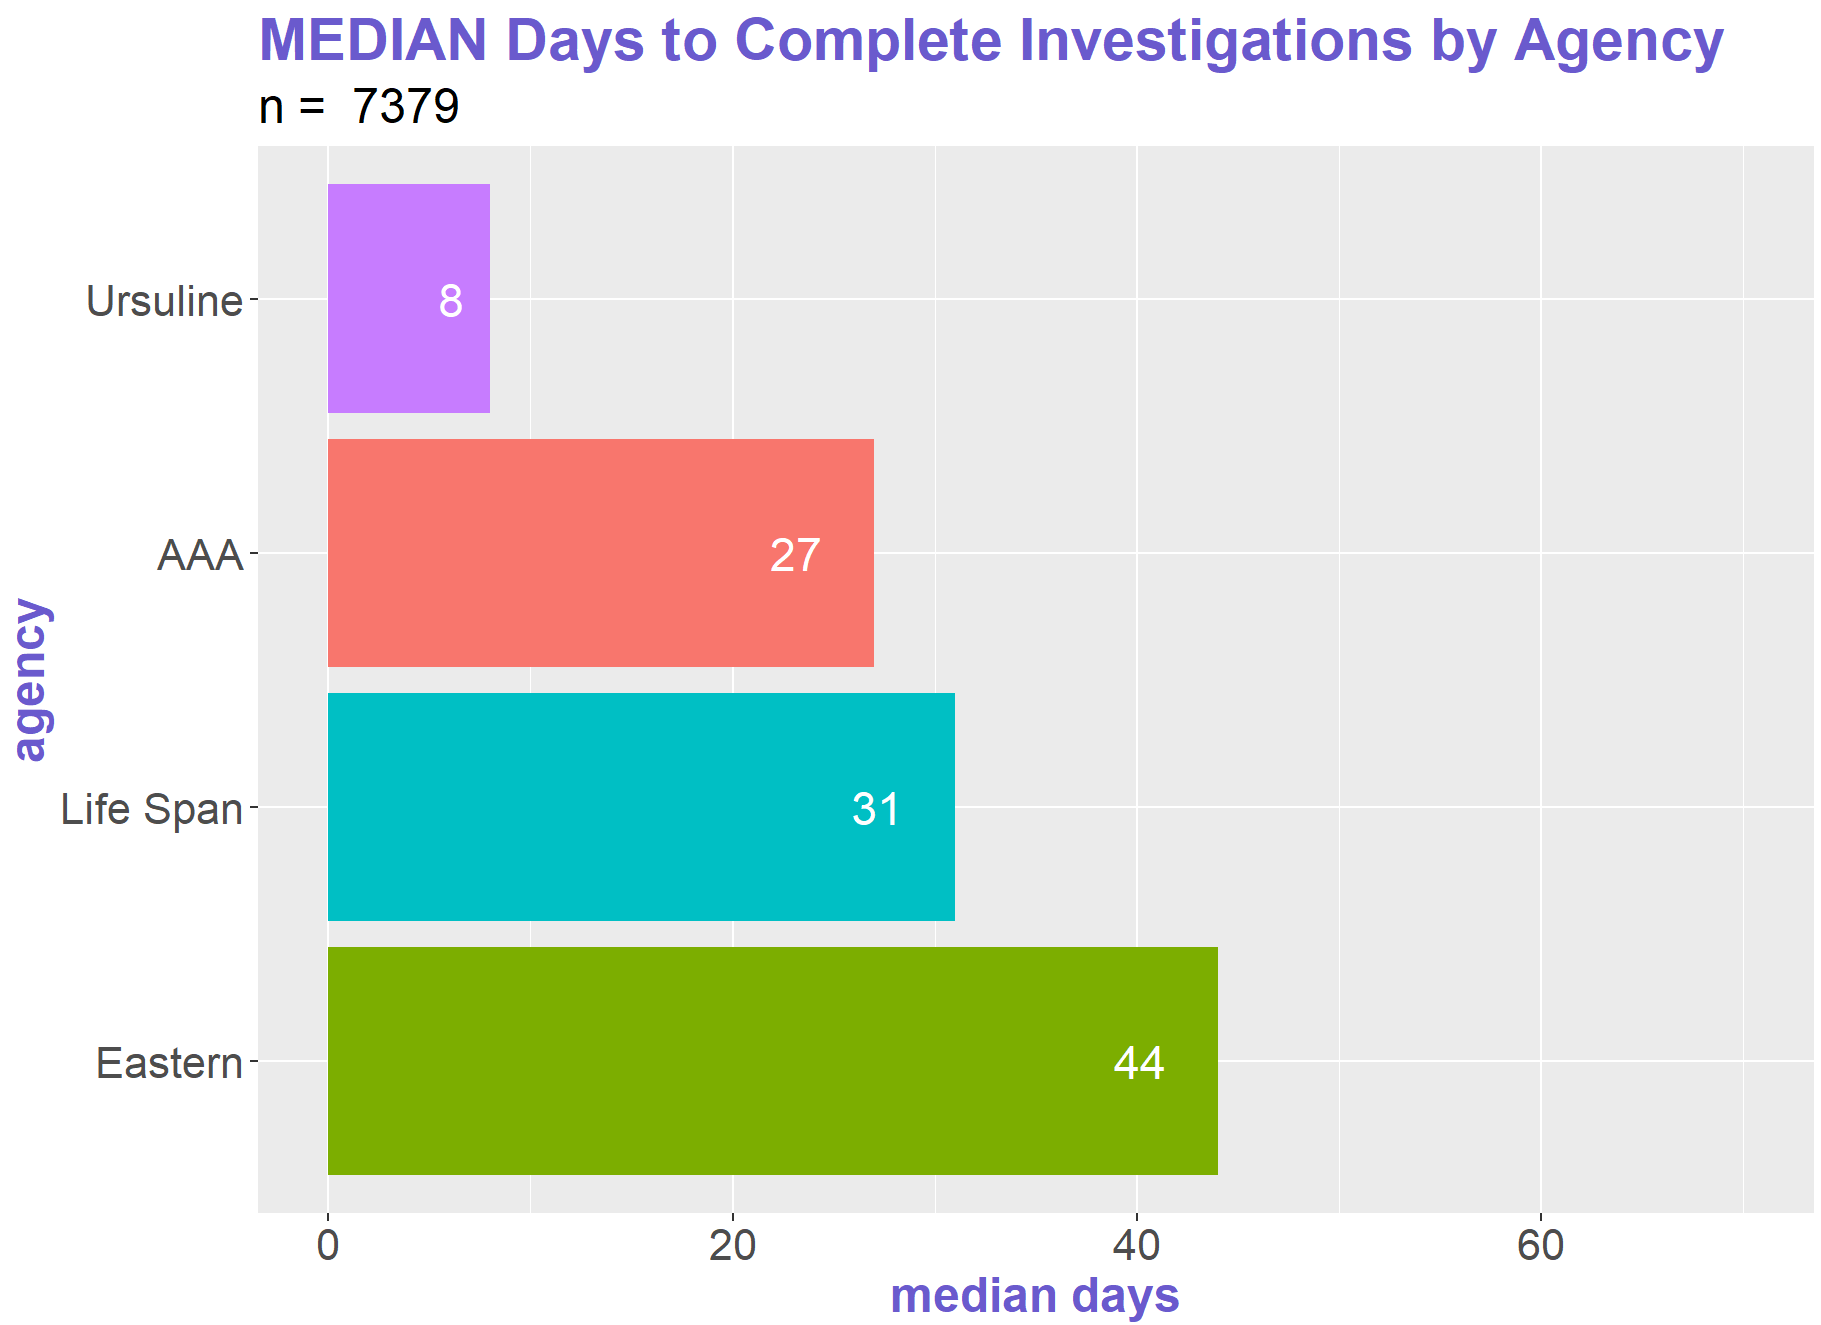 MEDIAN Days to Complete Investigations by Agency
n =  7379
agency
Ursuline
8
AAA
27
Life Span
31
Eastern
44
0 20 40 60
median days